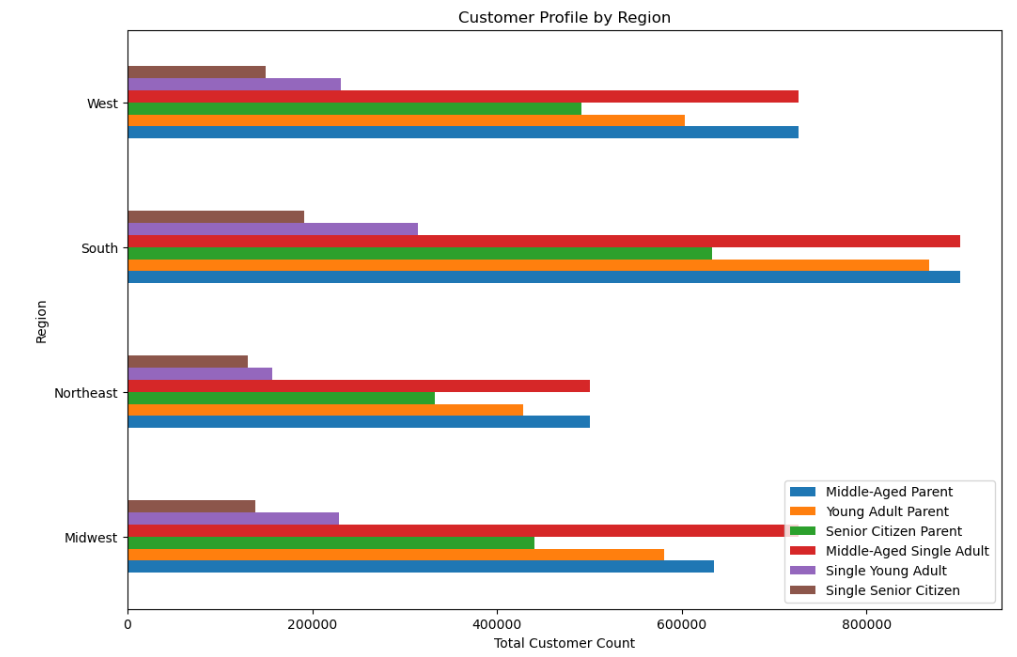 Customer Profile by Region
West
South
Northeast
Midwest
Region
Middle-Aged Parent
Young Adult Parent
Senior Citizen Parent
Middle-Aged Single Adult
Single Young Adult
Single Senior Citizen
0 200000 400000 600000 800000
Total Customer Count